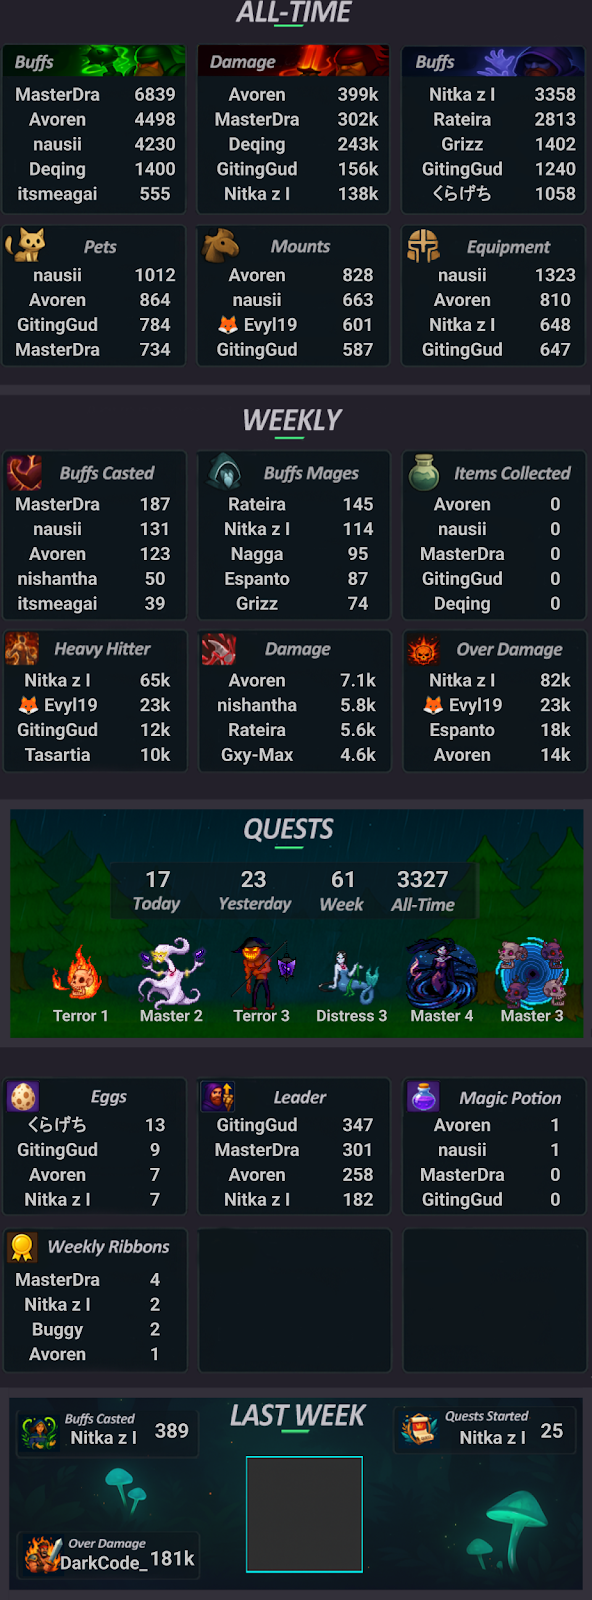 ALL-TIME
Buffs
MasterDra 6839
Avoren 4498
nausii 4230
Deqing 1400
itsmeagai 555
Damage
Avoren 399k
MasterDra 302k
Deqing 243k
GitingGud 156k
Nitka z I 138k
Buffs
Nitka z I 3358
Rateira 2813
Grizz 1402
GitingGud 1240
くらげち 1058
Pets
nausii 1012
Avoren 864
GitingGud 784
MasterDra 734
Mounts
Avoren 828
nausii 663
🦊 Evyl19 601
GitingGud 587
Equipment
nausii 1323
Avoren 810
Nitka z I 648
GitingGud 647
WEEKLY
Buffs Casted
MasterDra 187
nausii 131
Avoren 123
nishantha 50
itsmeagai 39
Buffs Mages
Rateira 145
Nitka z I 114
Nagga 95
Espanto 87
Grizz 74
Items Collected
Avoren 0
nausii 0
MasterDra 0
GitingGud 0
Deqing 0
Heavy Hitter
Nitka z I 65k
🦊 Evyl19 23k
GitingGud 12k
Tasartia 10k
Damage
Avoren 7.1k
nishantha 5.8k
Rateira 5.6k
Gxy-Max 4.6k
Over Damage
Nitka z I 82k
🦊 Evyl19 23k
Espanto 18k
Avoren 14k
QUESTS
17 23 61 3327
Today Yesterday Week All-Time
Terror 1 Master 2 Terror 3 Distress 3 Master 4 Master 3
Eggs
くらげち 13
GitingGud 9
Avoren 7
Nitka z I 7
Leader
GitingGud 347
MasterDra 301
Avoren 258
Nitka z I 182
Magic Potion
Avoren 1
nausii 1
MasterDra 0
GitingGud 0
Weekly Ribbons
MasterDra 4
Nitka z I 2
Buggy 2
Avoren 1
LAST WEEK
Buffs Casted
Nitka z I 389
Quests Started
Nitka z I 25
Over Damage
DarkCode_ 181k